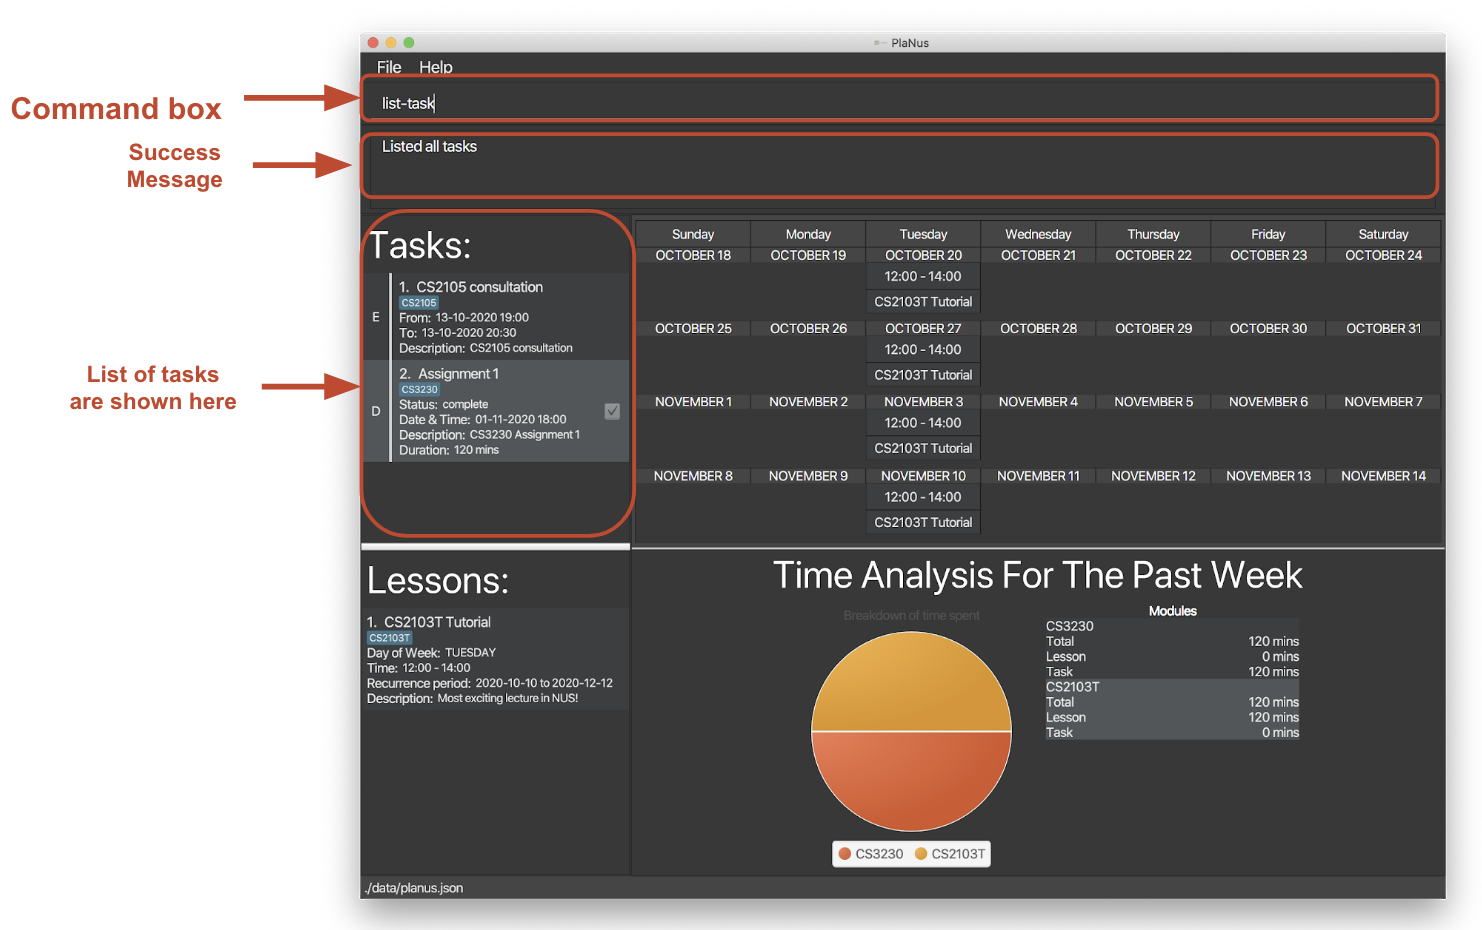 PlaNus
File Help
Command box
list-task
Success
Message
Listed all tasks
Tasks:
1. CS2105 consultation
CS2105
E
From: 13-10-2020 19:00
To: 13-10-2020 20:30
Description: CS2105 consultation
List of tasks
are shown here
2. Assignment 1
CS3230
Status: complete
D
Date & Time: 01-11-2020 18:00
Description: CS3230 Assignment 1
Duration: 120 mins
Sunday Monday Tuesday Wednesday Thursday Friday Saturday
OCTOBER 18 OCTOBER 19 OCTOBER 20 OCTOBER 21 OCTOBER 22 OCTOBER 23 OCTOBER 24
12:00 - 14:00
CS2103T Tutorial
OCTOBER 25 OCTOBER 26 OCTOBER 27 OCTOBER 28 OCTOBER 29 OCTOBER 30 OCTOBER 31
12:00 - 14:00
CS2103T Tutorial
NOVEMBER 1 NOVEMBER 2 NOVEMBER 3 NOVEMBER 4 NOVEMBER 5 NOVEMBER 6 NOVEMBER 7
12:00 - 14:00
CS2103T Tutorial
NOVEMBER 8 NOVEMBER 9 NOVEMBER 10 NOVEMBER 11 NOVEMBER 12 NOVEMBER 13 NOVEMBER 14
12:00 - 14:00
CS2103T Tutorial
Lessons:
1. CS2103T Tutorial
CS2103T
Day of Week: TUESDAY
Time: 12:00 - 14:00
Recurrence period: 2020-10-10 to 2020-12-12
Description: Most exciting lecture in NUS!
Time Analysis For The Past Week
Breakdown of time spent
CS3230 CS2103T
Modules
CS3230
Total 120 mins
Lesson 0 mins
Task 120 mins
CS2103T
Total 120 mins
Lesson 120 mins
Task 0 mins
./data/planus.json